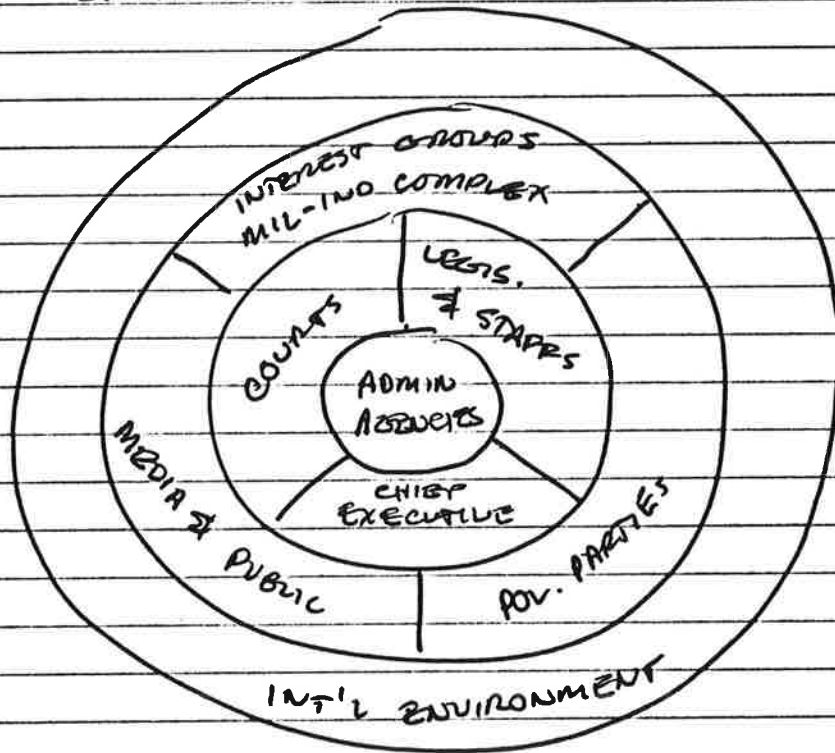 INTEREST GROUPS
MIL-IND COMPLEX
LEGIS.
& STAFFS
COURTS
ADMIN
AGENCIES
CHIEF
EXECUTIVE
MEDIA &
PUBLIC
POL. PARTIES
INT'L ENVIRONMENT